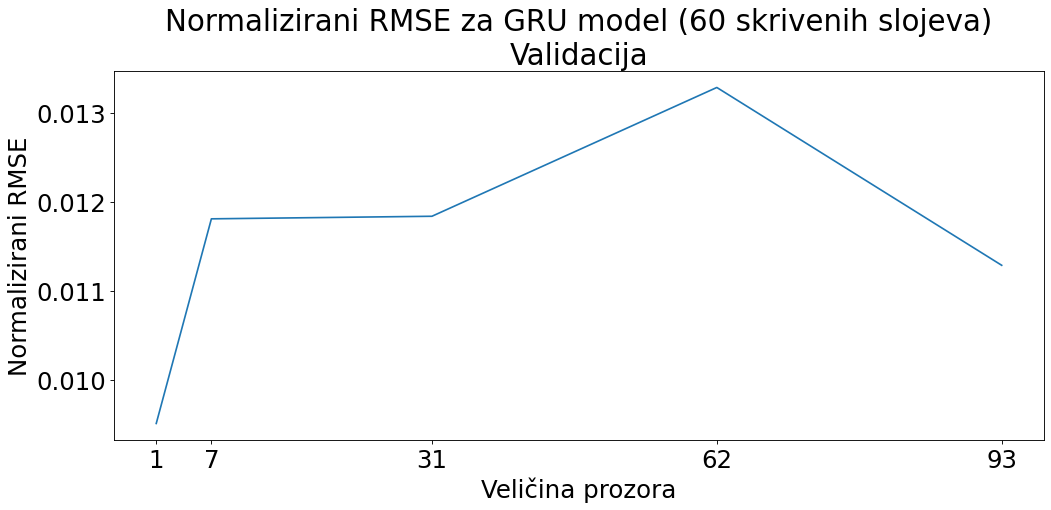 Normalizirani RMSE za GRU model (60 skrivenih slojeva)
Validacija
Normalizirani RMSE
0.013
0.012
0.011
0.010
1 7 31 62 93
Veličina prozora